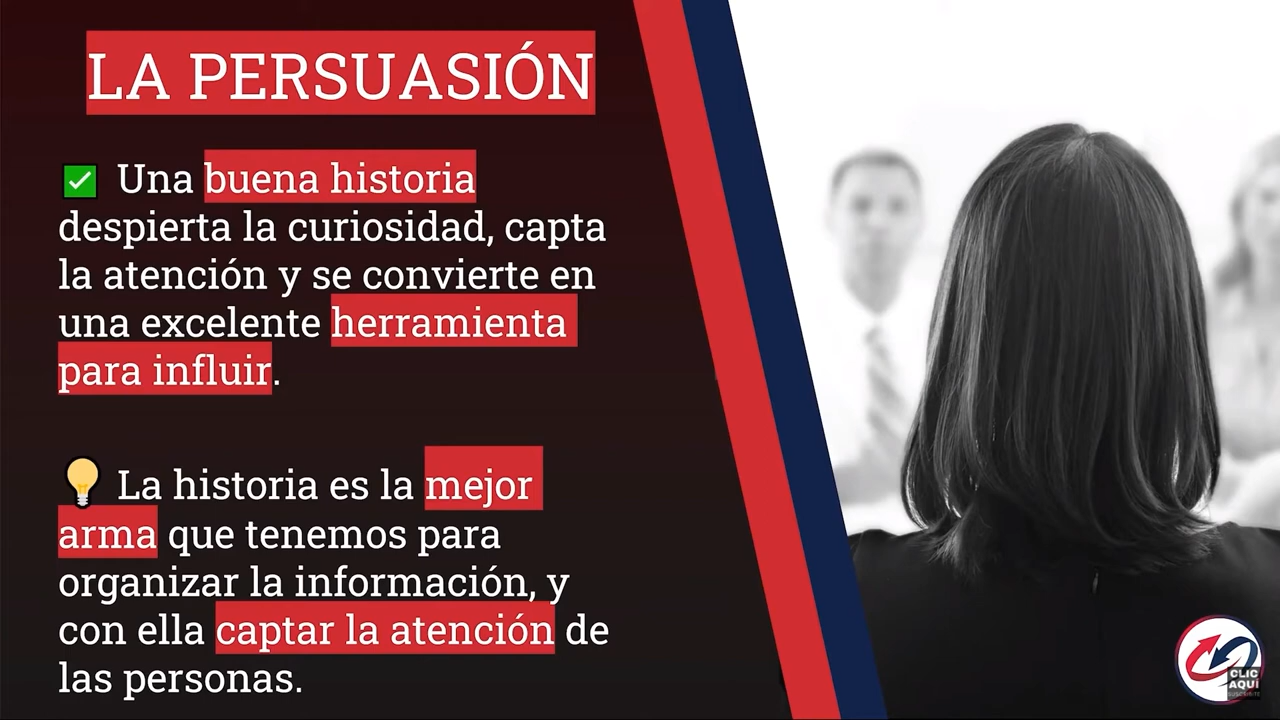 LA PERSUASIÓN
✅ Una buena historia
despierta la curiosidad, capta
la atención y se convierte en
una excelente herramienta
para influir.
💡 La historia es la mejor
arma que tenemos para
organizar la información, y
con ella captar la atención de
las personas.
CLIC
AQUÍ